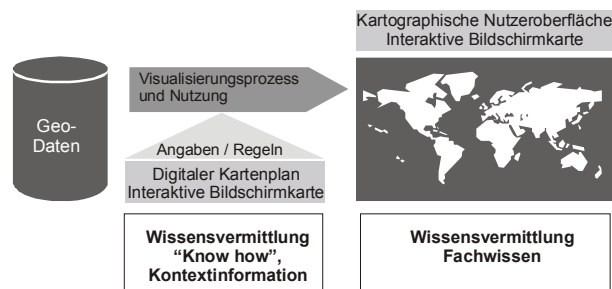 Kartographische Nutzeroberfläche
Interaktive Bildschirmkarte
Visualisierungsprozess
und Nutzung
Geo-
Daten
Angaben / Regeln
Digitaler Kartenplan
Interaktive Bildschirmkarte
Wissensvermittlung
“Know how”,
Kontextinformation
Wissensvermittlung
Fachwissen